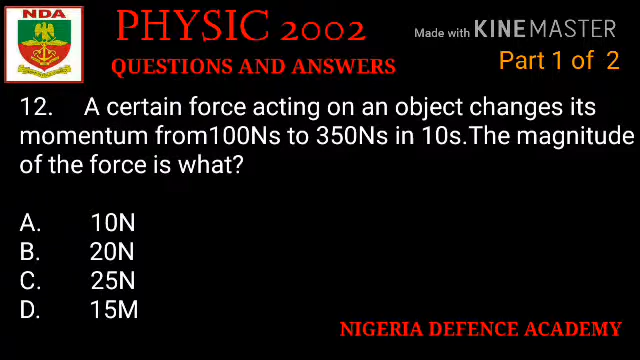 NDA
PHYSIC 2002
Made with KINEMASTER
QUESTIONS AND ANSWERS
Part 1 of 2
12. A certain force acting on an object changes its
momentum from100Ns to 350Ns in 10s.The magnitude
of the force is what?
A. 10N
B. 20N
C. 25N
D. 15M
NIGERIA DEFENCE ACADEMY